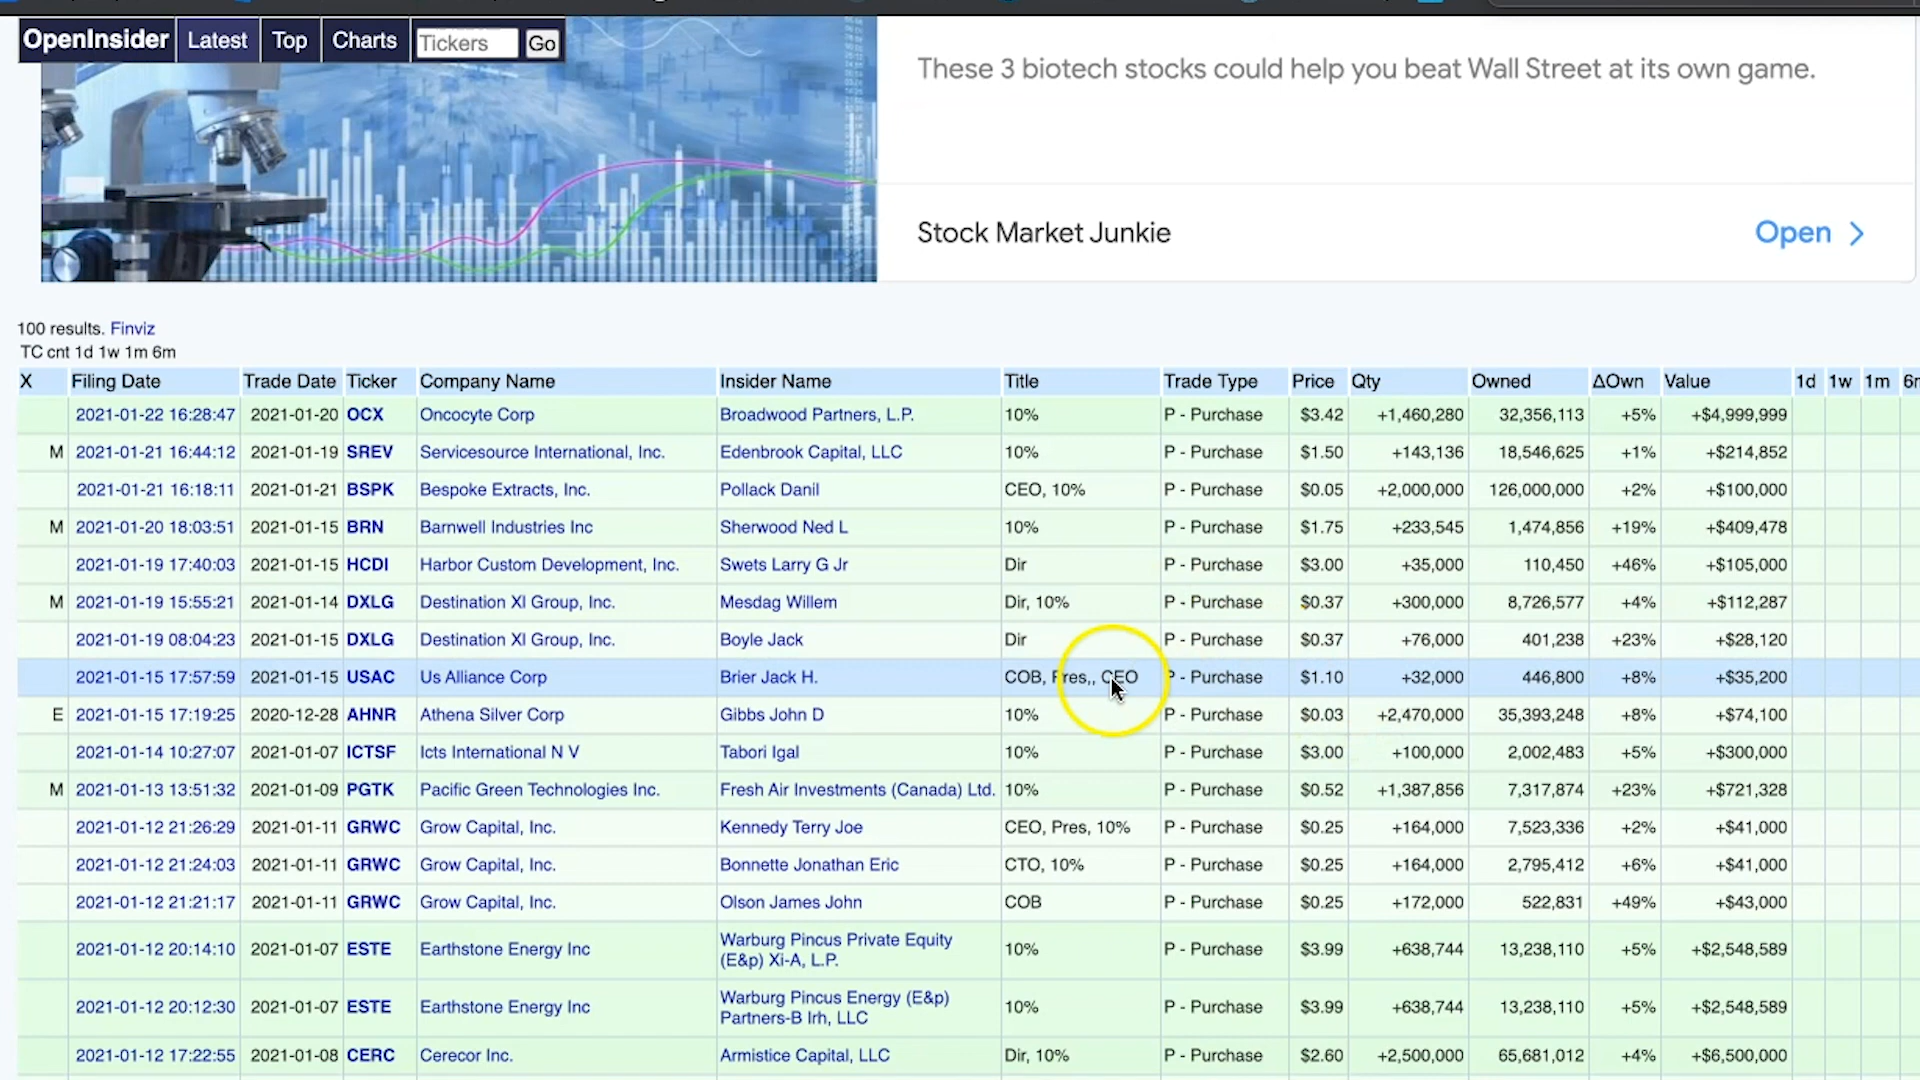 OpenInsider Latest Top Charts Tickers Go
These 3 biotech stocks could help you beat Wall Street at its own game.
Stock Market Junkie Open
100 results. Finviz
TC cnt 1d 1w 1m 6m
X Filing Date Trade Date Ticker Company Name Insider Name Title Trade Type Price Qty Owned ΔOwn Value 1d 1w 1m
2021-01-22 16:28:47 2021-01-20 OCX Oncocyte Corp Broadwood Partners, L.P. 10% P - Purchase $3.42 +1,460,280 32,356,113 +5% +$4,999,999
M 2021-01-21 16:44:12 2021-01-19 SREV Servicesource International, Inc. Edenbrook Capital, LLC 10% P - Purchase $1.50 +143,136 18,546,625 +1% +$214,852
2021-01-21 16:18:11 2021-01-21 BSPK Bespoke Extracts, Inc. Pollack Danil CEO, 10% P - Purchase $0.05 +2,000,000 126,000,000 +2% +$100,000
M 2021-01-20 18:03:51 2021-01-15 BRN Barnwell Industries Inc Sherwood Ned L 10% P - Purchase $1.75 +233,545 1,474,856 +19% +$409,478
2021-01-19 17:40:03 2021-01-15 HCDI Harbor Custom Development, Inc. Swets Larry G Jr Dir P - Purchase $3.00 +35,000 110,450 +46% +$105,000
M 2021-01-19 15:55:21 2021-01-14 DXLG Destination Xl Group, Inc. Mesdag Willem Dir, 10% P - Purchase $0.37 +300,000 8,726,577 +4% +$112,287
2021-01-19 08:04:23 2021-01-15 DXLG Destination Xl Group, Inc. Boyle Jack Dir P - Purchase $0.37 +76,000 401,238 +23% +$28,120
2021-01-15 17:57:59 2021-01-15 USAC Us Alliance Corp Brier Jack H. COB, Pres,, CEO P - Purchase $1.10 +32,000 446,800 +8% +$35,200
E 2021-01-15 17:19:25 2020-12-28 AHNR Athena Silver Corp Gibbs John D 10% P - Purchase $0.03 +2,470,000 35,393,248 +8% +$74,100
2021-01-14 10:27:07 2021-01-07 ICTSF Icts International N V Tabori Igal 10% P - Purchase $3.00 +100,000 2,002,483 +5% +$300,000
M 2021-01-13 13:51:32 2021-01-09 PGTK Pacific Green Technologies Inc. Fresh Air Investments (Canada) Ltd. 10% P - Purchase $0.52 +1,387,856 7,317,874 +23% +$721,328
2021-01-12 21:26:29 2021-01-11 GRWC Grow Capital, Inc. Kennedy Terry Joe CEO, Pres, 10% P - Purchase $0.25 +164,000 7,523,336 +2% +$41,000
2021-01-12 21:24:03 2021-01-11 GRWC Grow Capital, Inc. Bonnette Jonathan Eric CTO, 10% P - Purchase $0.25 +164,000 2,795,412 +6% +$41,000
2021-01-12 21:21:17 2021-01-11 GRWC Grow Capital, Inc. Olson James John COB P - Purchase $0.25 +172,000 522,831 +49% +$43,000
2021-01-12 20:14:10 2021-01-07 ESTE Earthstone Energy Inc Warburg Pincus Private Equity (E&p) Xi-A, L.P. 10% P - Purchase $3.99 +638,744 13,238,110 +5% +$2,548,589
2021-01-12 20:12:30 2021-01-07 ESTE Earthstone Energy Inc Warburg Pincus Energy (E&p) Partners-B Irh, LLC 10% P - Purchase $3.99 +638,744 13,238,110 +5% +$2,548,589
2021-01-12 17:22:55 2021-01-08 CERC Cerecor Inc. Armistice Capital, LLC Dir, 10% P - Purchase $2.60 +2,500,000 65,681,012 +4% +$6,500,000